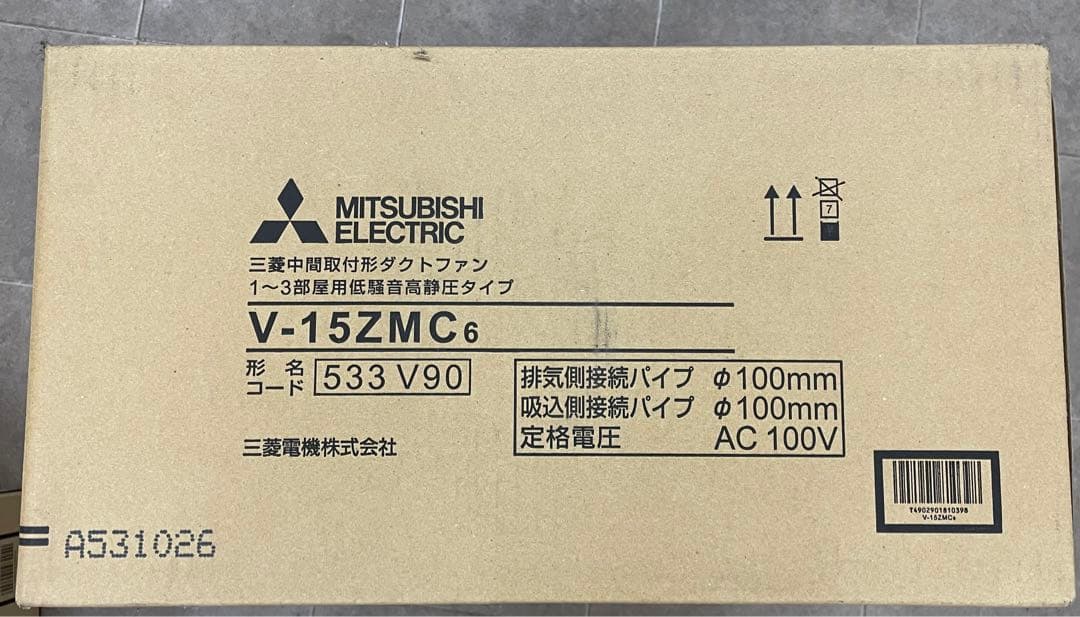 MITSUBISHI
ELECTRIC
三菱中間取付形ダクトファン
1～3部屋用低騒音高静圧タイプ
V-15ZMC6
形名
コード
533 V90
排気側接続パイプ φ100mm
吸込側接続パイプ φ100mm
定格電圧 AC 100V
三菱電機株式会社
7
T4902901810398
V-15ZMC6
A531026